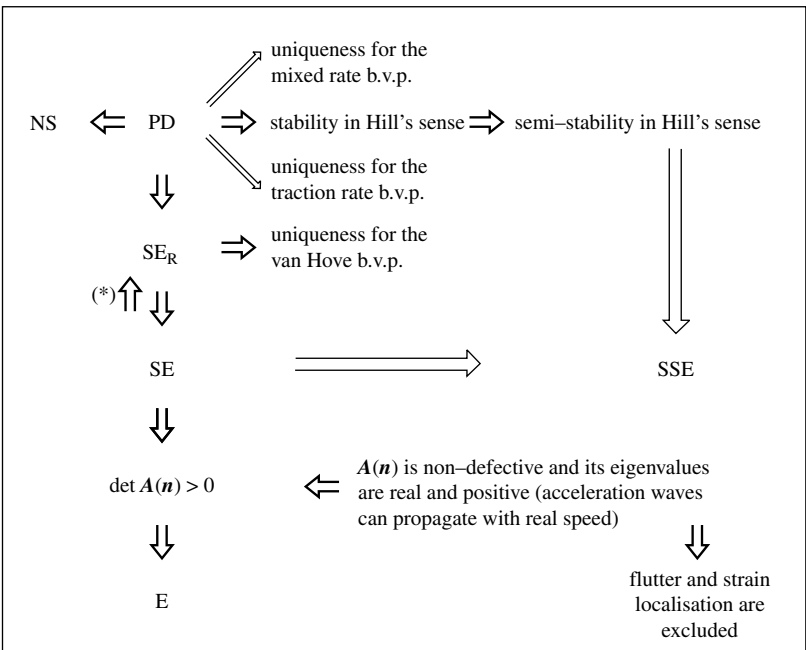 uniqueness for the
mixed rate b.v.p.
NS PD stability in Hill's sense semi–stability in Hill's sense
uniqueness for the
traction rate b.v.p.
SE_R uniqueness for the
van Hove b.v.p.
(*)
SE SSE
det A(n) > 0
A(n) is non–defective and its eigenvalues
are real and positive (acceleration waves
can propagate with real speed)
E
flutter and strain
localisation are
excluded